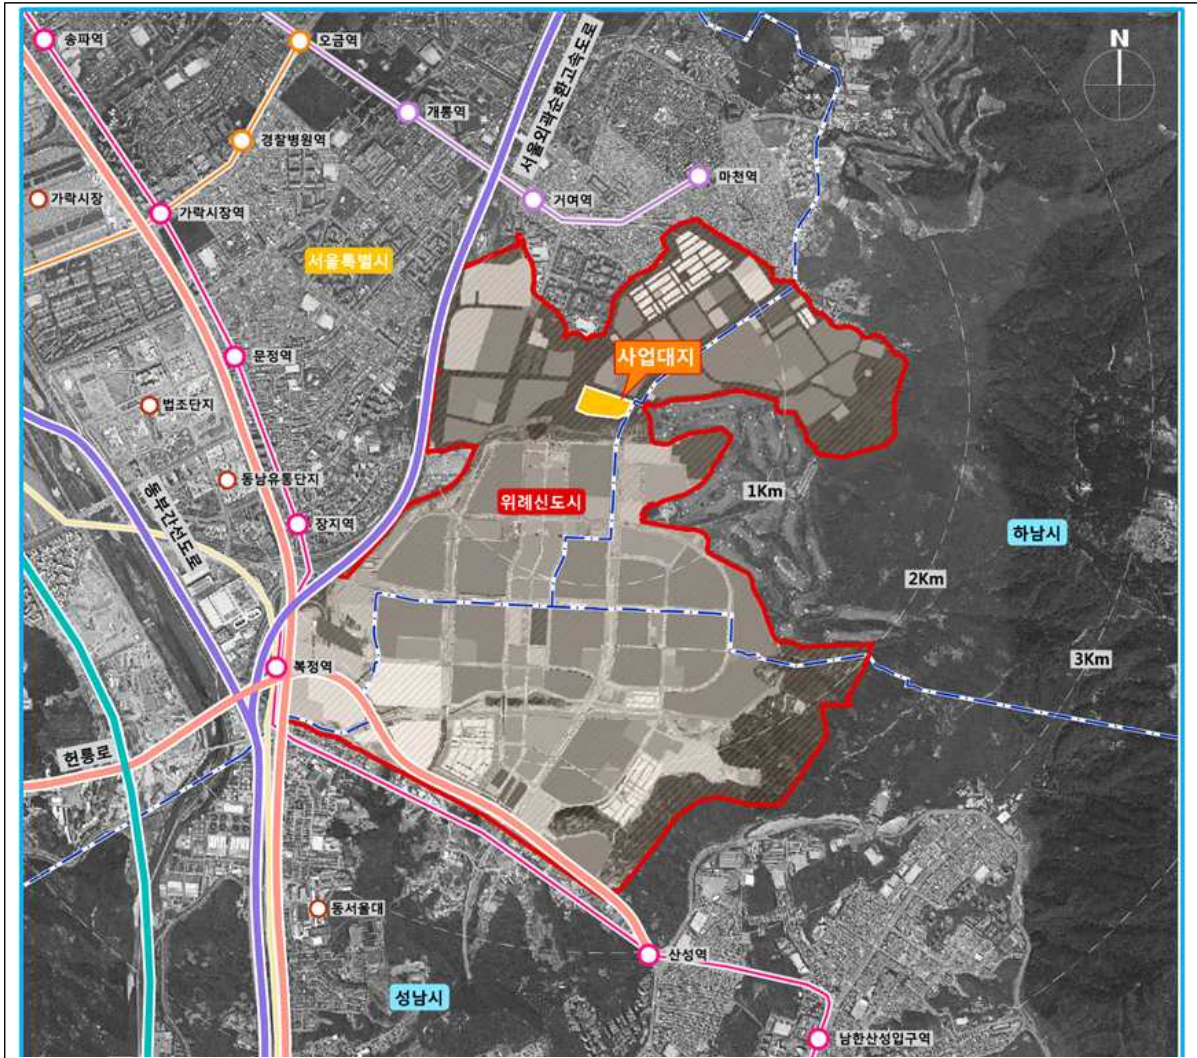 송파역
오금역
서울외곽순환고속도로
N
개롱역
경찰병원역
마천역
가락시장
거여역
가락시장역
서울특별시
문정역
사업대지
법조단지
동남유통단지
1Km
위례신도시
장지역
동부간선도로
하남시
2Km
복정역
3Km
헌릉로
동서울대
산성역
성남시
남한산성입구역